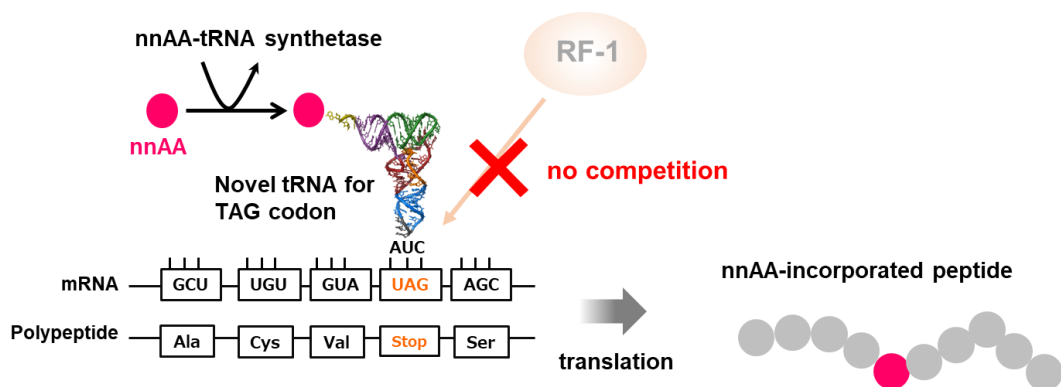 nnAA-tRNA synthetase
RF-1
nnAA
no competition
Novel tRNA for
TAG codon
AUC
mRNA
GCU UGU GUA UAG AGC
nnAA-incorporated peptide
Polypeptide
Ala Cys Val Stop Ser
translation